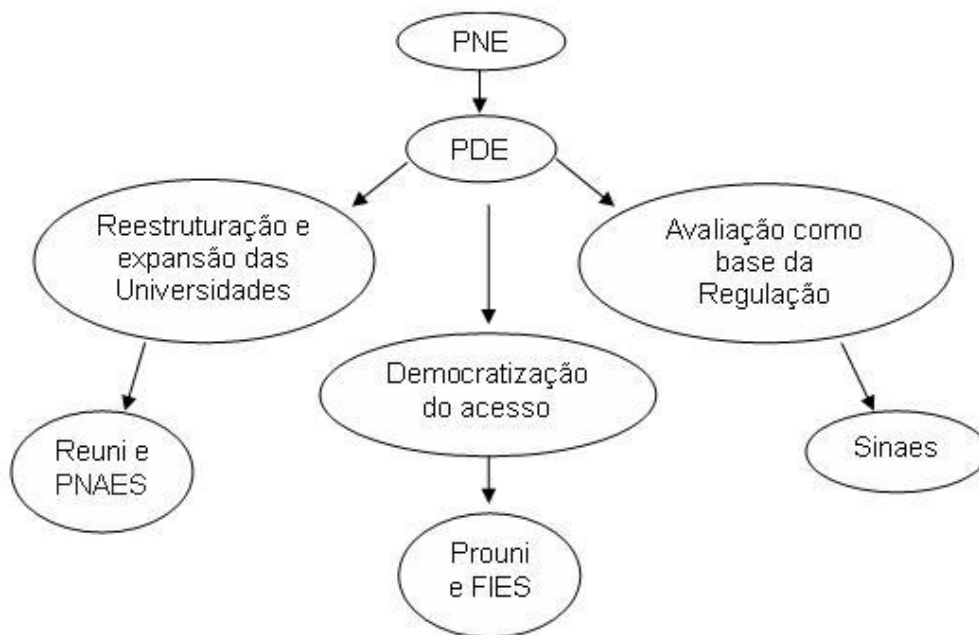 PNE
PDE
Reestruturação e
expansão das
Universidades
Avaliação como
base da
Regulação
Democratização
do acesso
Reuni e
PNAES
Sinaes
Prouni
e FIES